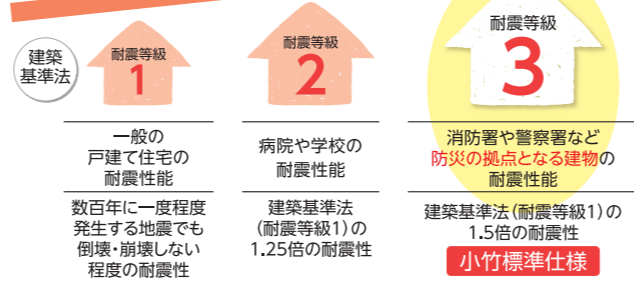 建築
基準法
耐震等級
1
耐震等級
2
耐震等級
3
一般の
戸建て住宅の
耐震性能
病院や学校の
耐震性能
消防署や警察署など
防災の拠点となる建物の
耐震性能
数百年に一度程度
発生する地震でも
倒壊・崩壊しない
程度の耐震性
建築基準法
(耐震等級1)の
1.25倍の耐震性
建築基準法(耐震等級1)の
1.5倍の耐震性
小竹標準仕様